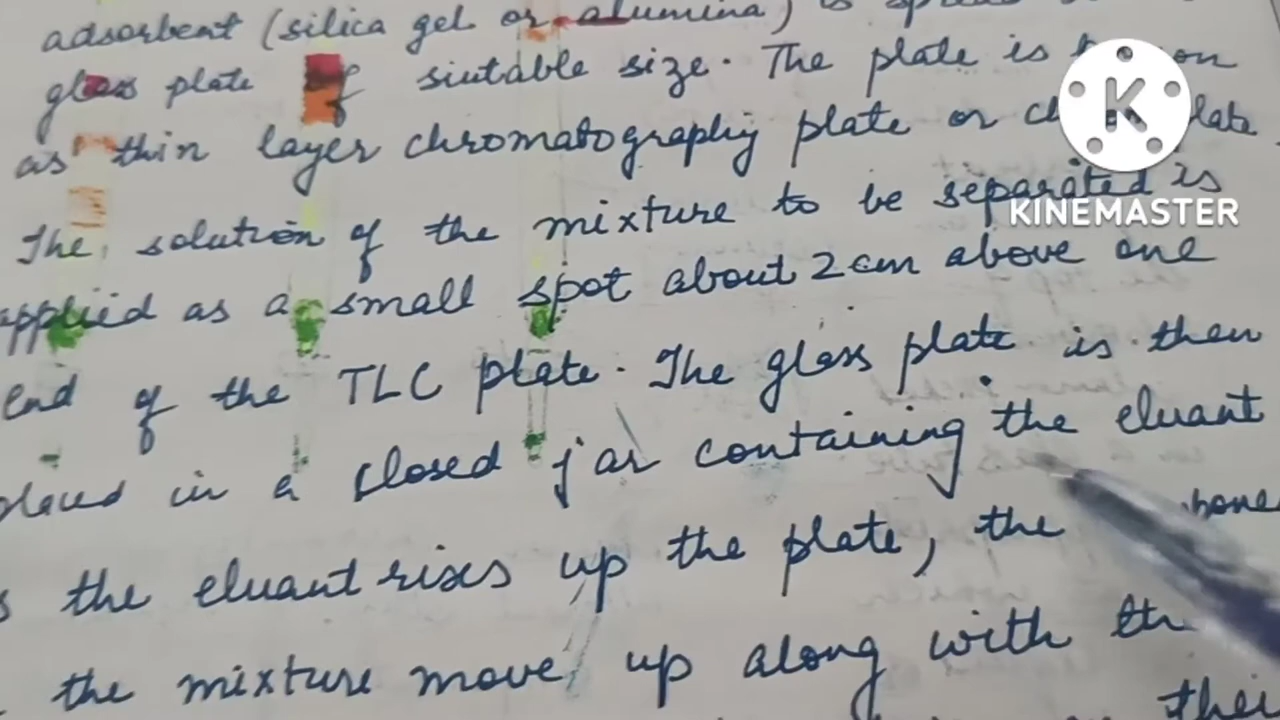 adsorbent (silica gel or alumina) is
glass plate of siutable size. The plate is
as thin layer chromatography plate or
The solution of the mixture to be separated is
KINEMASTER
applied as a small spot about 2 cm above one
end of the TLC plate. The glass plate is then
placed in a closed jar containing the eluant
the eluant rises up the plate, the
the mixture move up along with